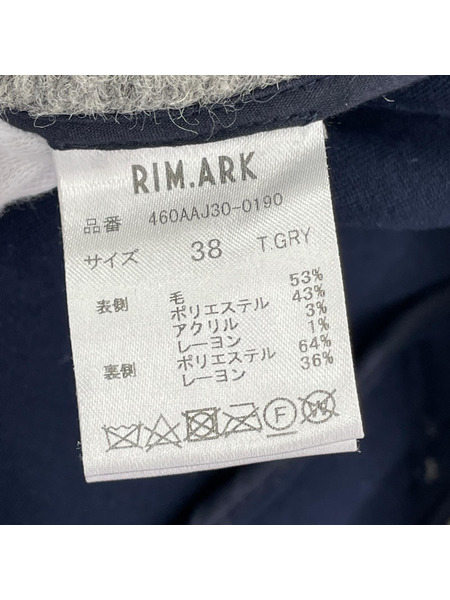 RIM.ARK
品番 460AAJ30-0190
サイズ 38 T.GRY
表側 毛 53%
ポリエステル 43%
アクリル 3%
レーヨン 1%
裏側 ポリエステル 64%
レーヨン 36%
F W